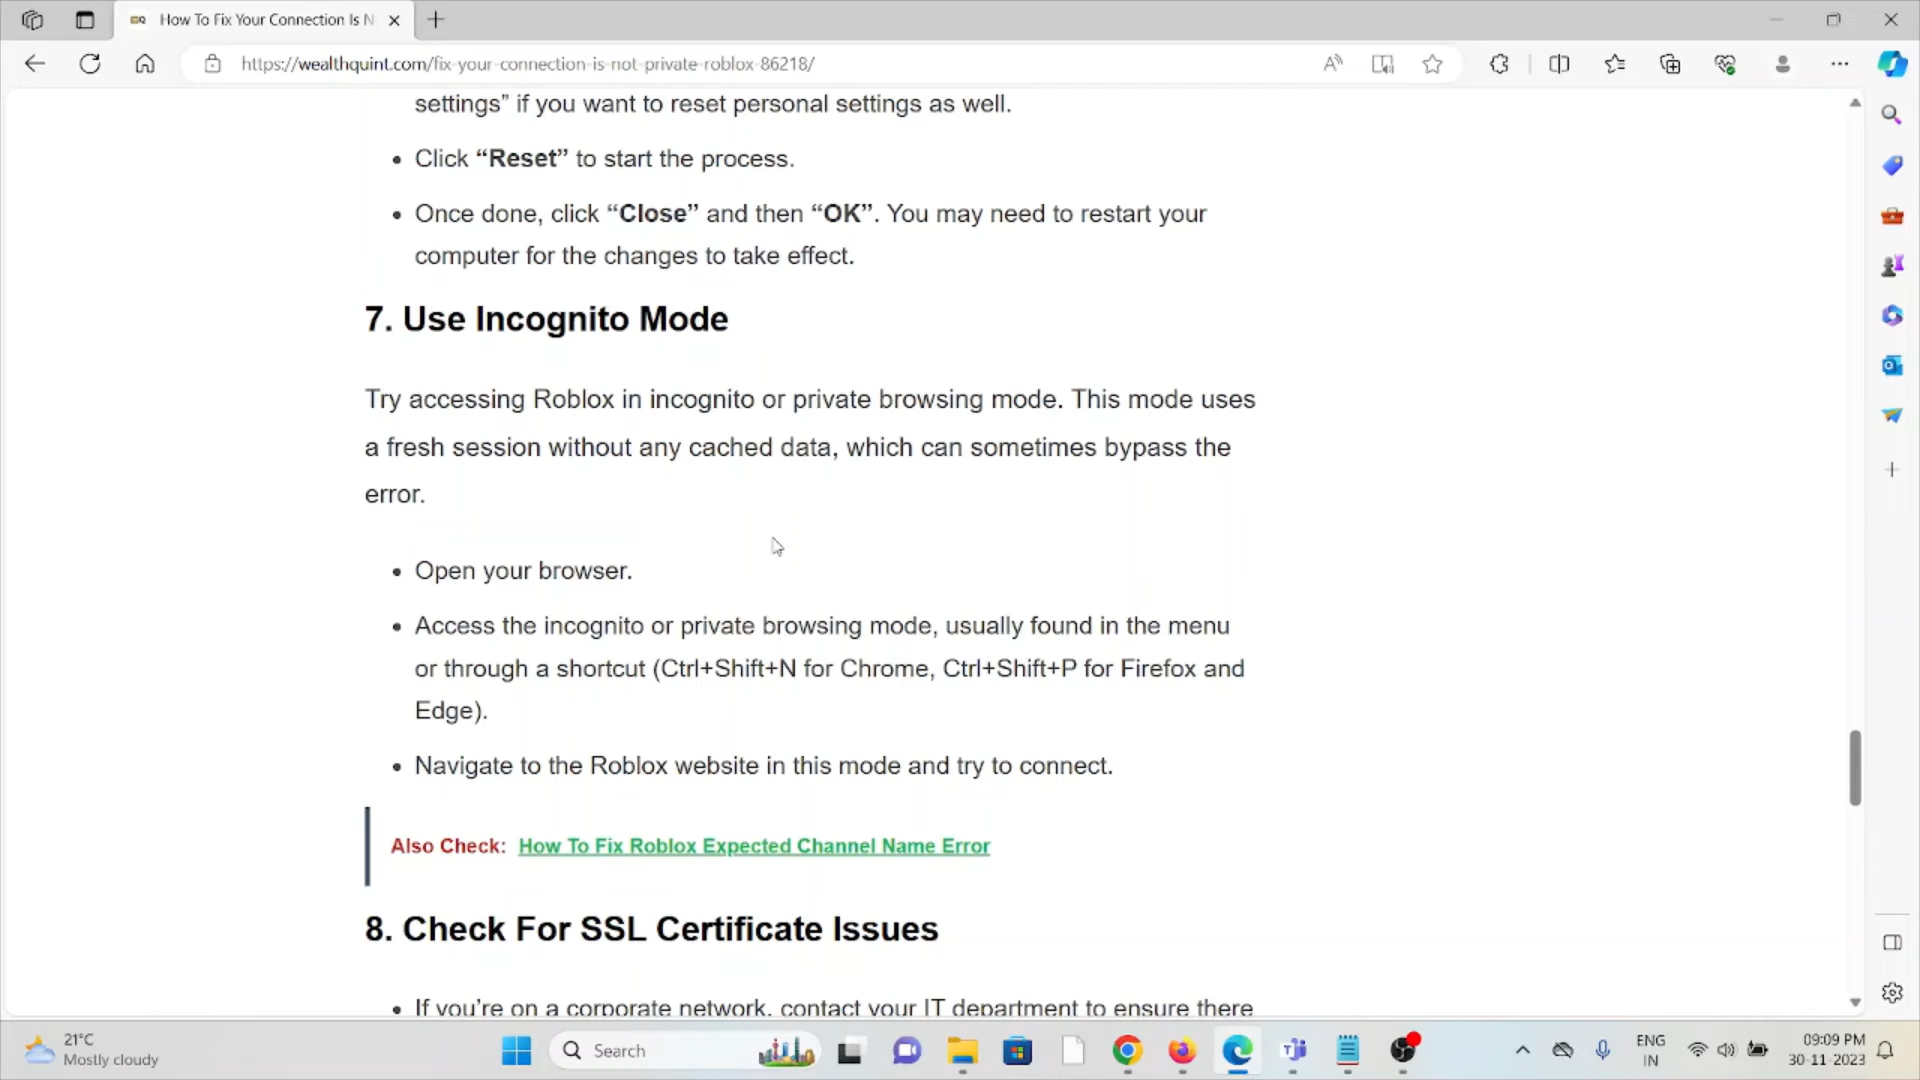 How To Fix Your Connection Is N
https://wealthquint.com/fix-your-connection-is-not-private-roblox-86218/
settings” if you want to reset personal settings as well.
• Click “Reset” to start the process.
• Once done, click “Close” and then “OK”. You may need to restart your
computer for the changes to take effect.
7. Use Incognito Mode
Try accessing Roblox in incognito or private browsing mode. This mode uses
a fresh session without any cached data, which can sometimes bypass the
error.
• Open your browser.
• Access the incognito or private browsing mode, usually found in the menu
or through a shortcut (Ctrl+Shift+N for Chrome, Ctrl+Shift+P for Firefox and
Edge).
• Navigate to the Roblox website in this mode and try to connect.
Also Check: How To Fix Roblox Expected Channel Name Error
8. Check For SSL Certificate Issues
• If you’re on a corporate network, contact your IT department to ensure there
21°C
Mostly cloudy
Search
ENG
IN
09:09 PM
30-11-2023